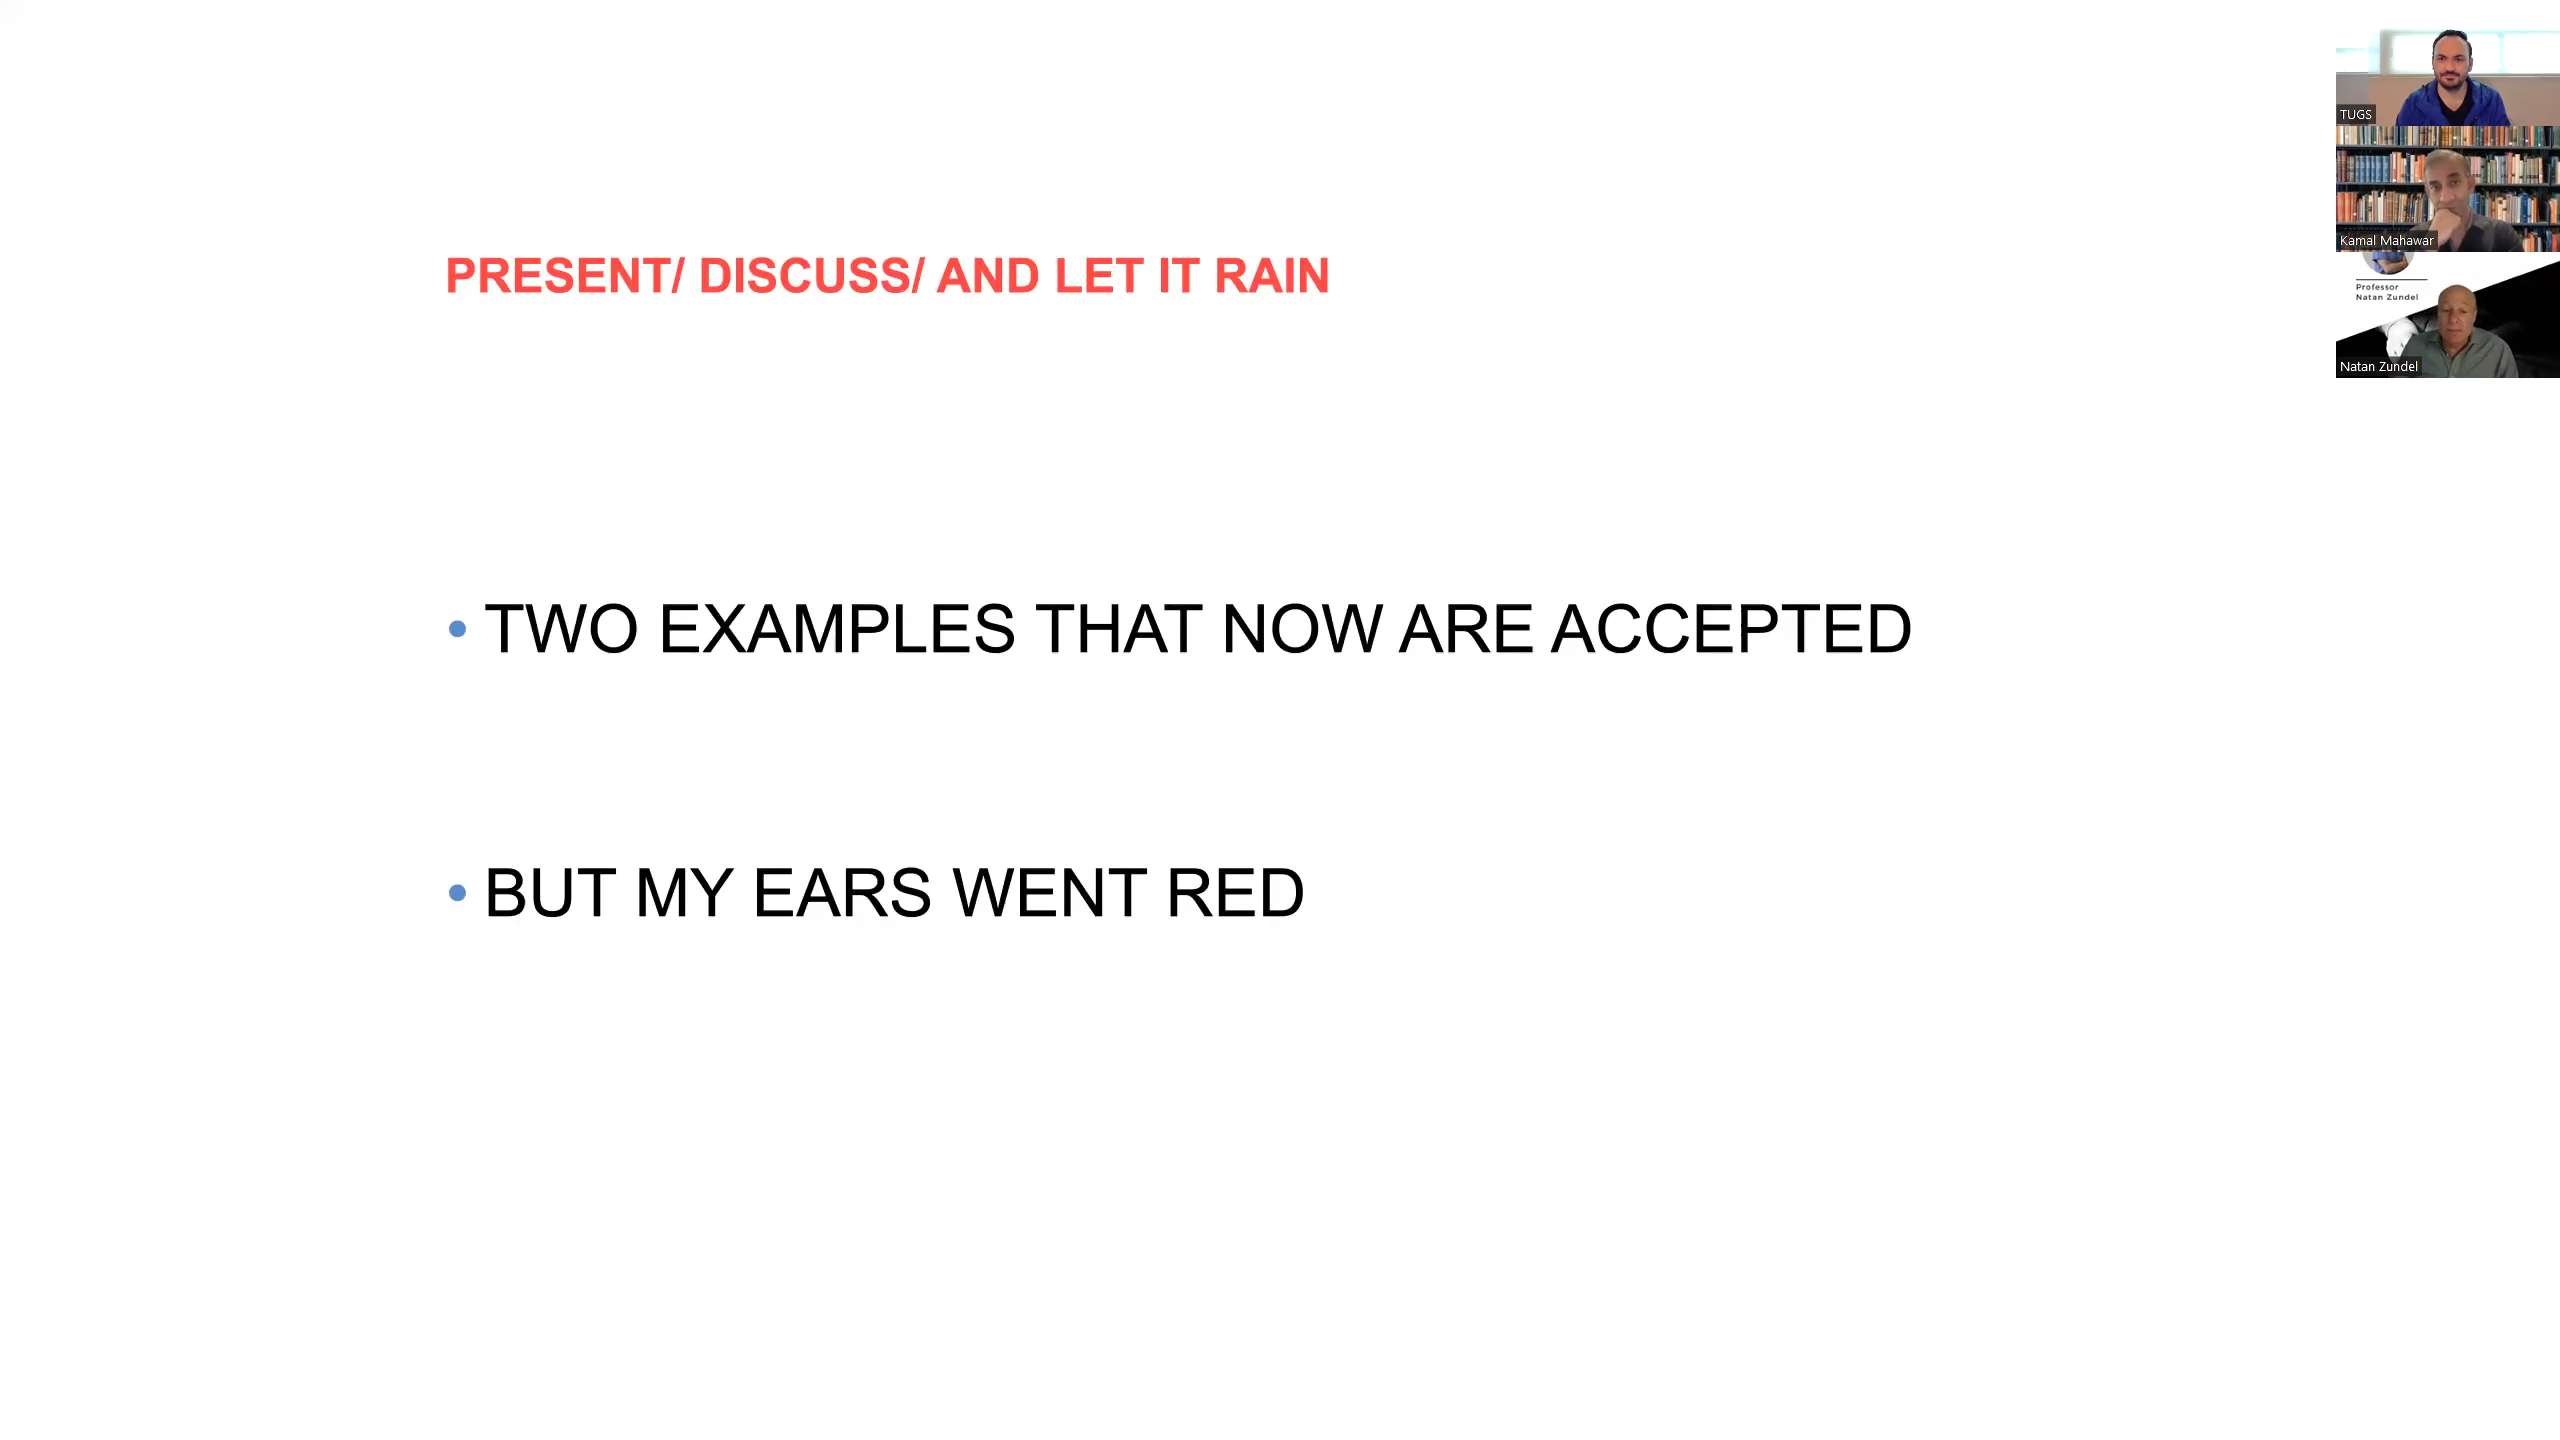 PRESENT/ DISCUSS/ AND LET IT RAIN
• TWO EXAMPLES THAT NOW ARE ACCEPTED
• BUT MY EARS WENT RED
TUGS
Kamal Mahawar
Professor
Natan Zundel
Natan Zundel